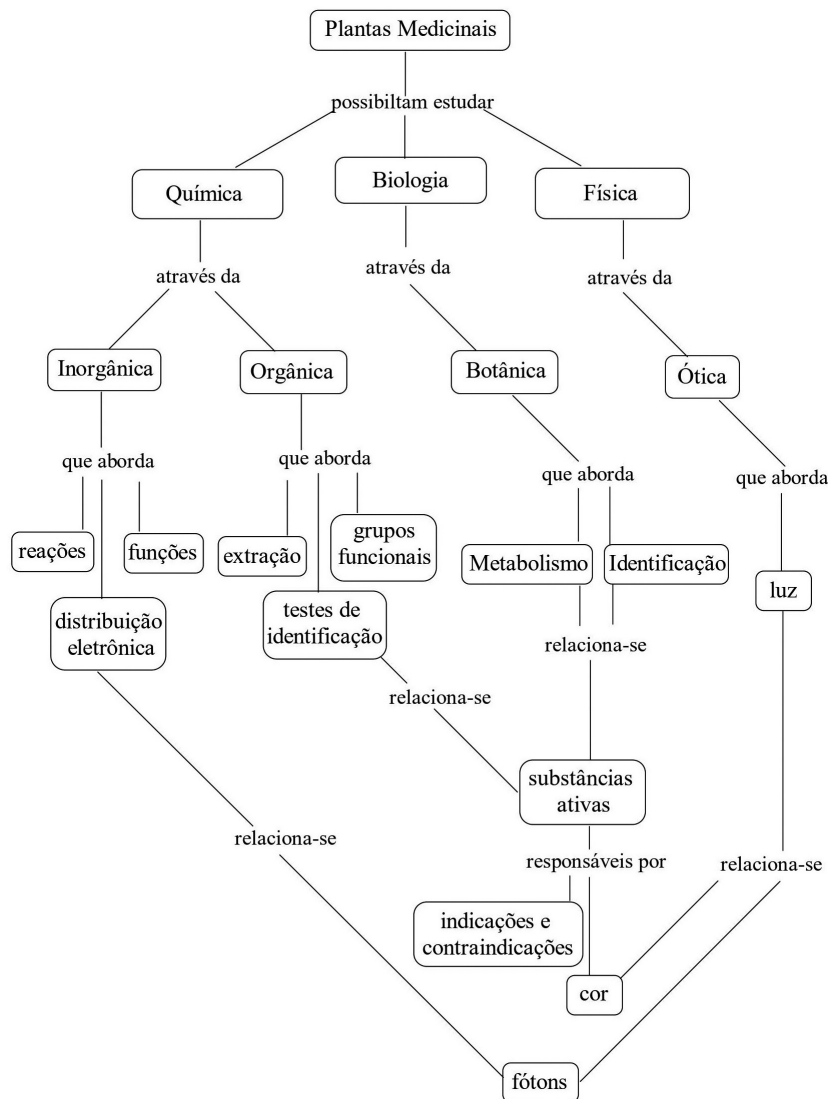 Plantas Medicinais
possibiltam estudar
Química
Biologia
Física
através da
através da
através da
Inorgânica
Orgânica
Botânica
Ótica
que aborda
que aborda
que aborda
que aborda
reações
funções
extração
grupos
funcionais
Metabolismo
Identificação
luz
distribuição
eletrônica
testes de
identificação
relaciona-se
relaciona-se
substâncias
ativas
relaciona-se
responsáveis por
relaciona-se
indicações e
contraindicações
cor
fótons